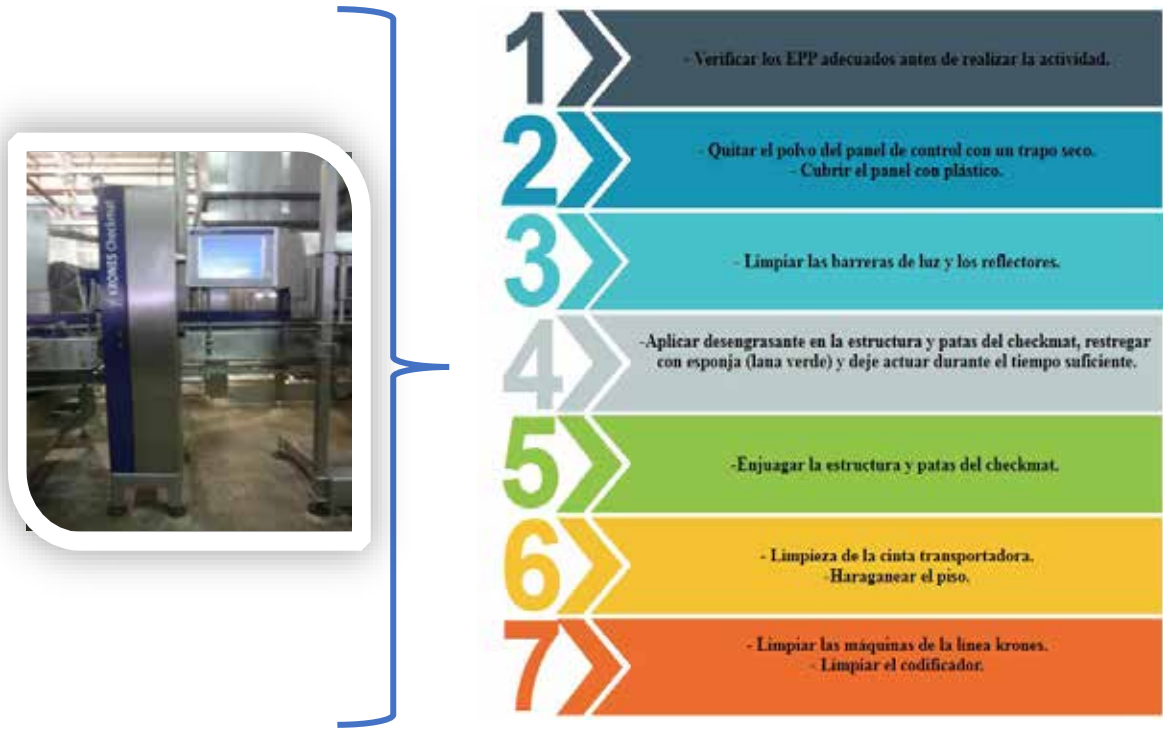 KRONES Checkmat
1
- Verificar los EPP adecuados antes de realizar la actividad.
2
- Quitar el polvo del panel de control con un trapo seco.
- Cubrir el panel con plástico.
3
- Limpiar las barreras de luz y los reflectores.
4
-Aplicar desengrasante en la estructura y patas del checkmat, restregar
con esponja (lana verde) y deje actuar durante el tiempo suficiente.
5
-Enjuagar la estructura y patas del checkmat.
6
- Limpieza de la cinta transportadora.
-Haraganear el piso.
7
- Limpiar las máquinas de la línea krones.
- Limpiar el codificador.